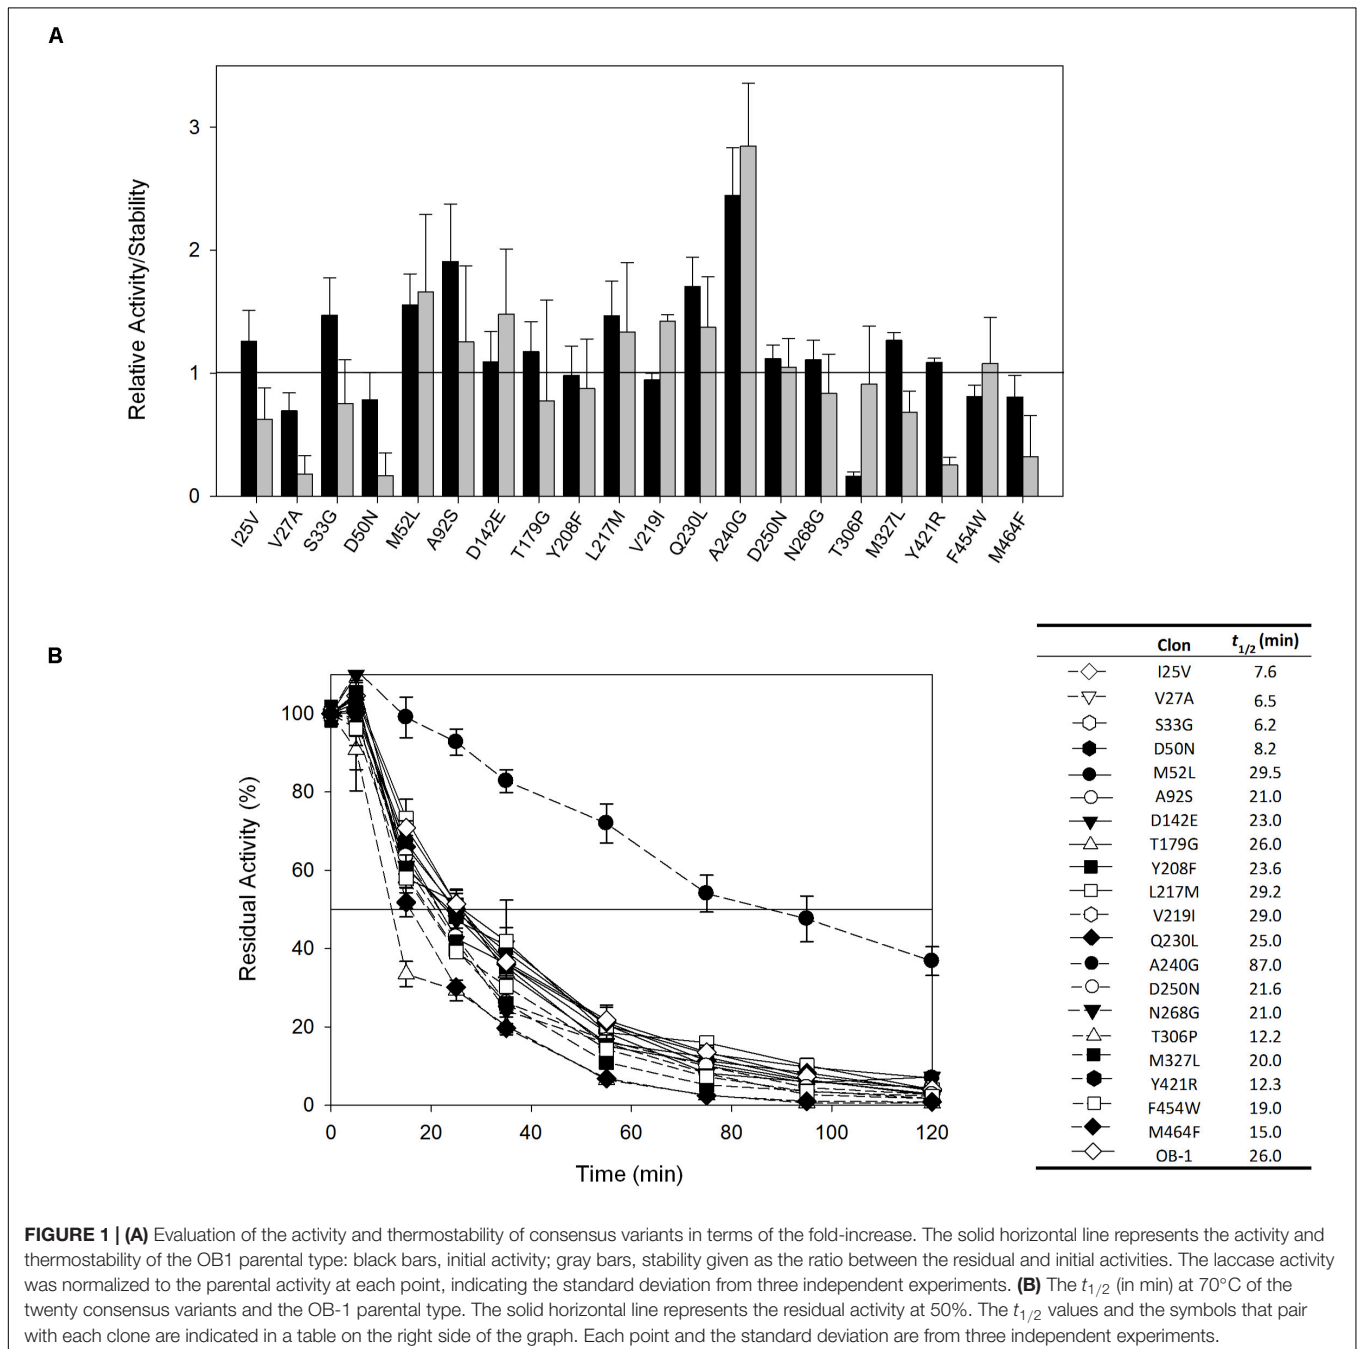 A
Relative Activity/Stability
3
2
1
0
I25V V27A S33G D50N M52L A92S D142E T179G Y208F L217M V219I Q230L A240G D250N N268G T306P M327L Y421R F454W M464F
B
Residual Activity (%)
100
80
60
40
20
0
0 20 40 60 80 100 120
Time (min)
Clon t1/2 (min)
I25V 7.6
V27A 6.5
S33G 6.2
D50N 8.2
M52L 29.5
A92S 21.0
D142E 23.0
T179G 26.0
Y208F 23.6
L217M 29.2
V219I 29.0
Q230L 25.0
A240G 87.0
D250N 21.6
N268G 21.0
T306P 12.2
M327L 20.0
Y421R 12.3
F454W 19.0
M464F 15.0
OB-1 26.0
FIGURE 1 | (A) Evaluation of the activity and thermostability of consensus variants in terms of the fold-increase. The solid horizontal line represents the activity and
thermostability of the OB1 parental type: black bars, initial activity; gray bars, stability given as the ratio between the residual and initial activities. The laccase activity
was normalized to the parental activity at each point, indicating the standard deviation from three independent experiments. (B) The t1/2 (in min) at 70°C of the
twenty consensus variants and the OB-1 parental type. The solid horizontal line represents the residual activity at 50%. The t1/2 values and the symbols that pair
with each clone are indicated in a table on the right side of the graph. Each point and the standard deviation are from three independent experiments.